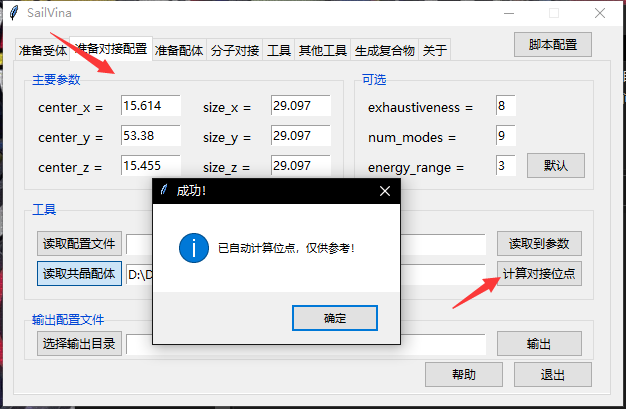 SailVina
脚本配置
准备受体 准备对接配置 准备配体 分子对接 工具 其他工具 生成复合物 关于
主要参数 可选
center_x = 15.614 size_x = 29.097 exhaustiveness = 8
center_y = 53.38 size_y = 29.097 num_modes = 9
center_z = 15.455 size_z = 29.097 energy_range = 3 默认
成功!
工具
读取配置文件 读取到参数
已自动计算位点，仅供参考!
读取共晶配体 D:\D 计算对接位点
确定
输出配置文件
选择输出目录 输出
帮助 退出